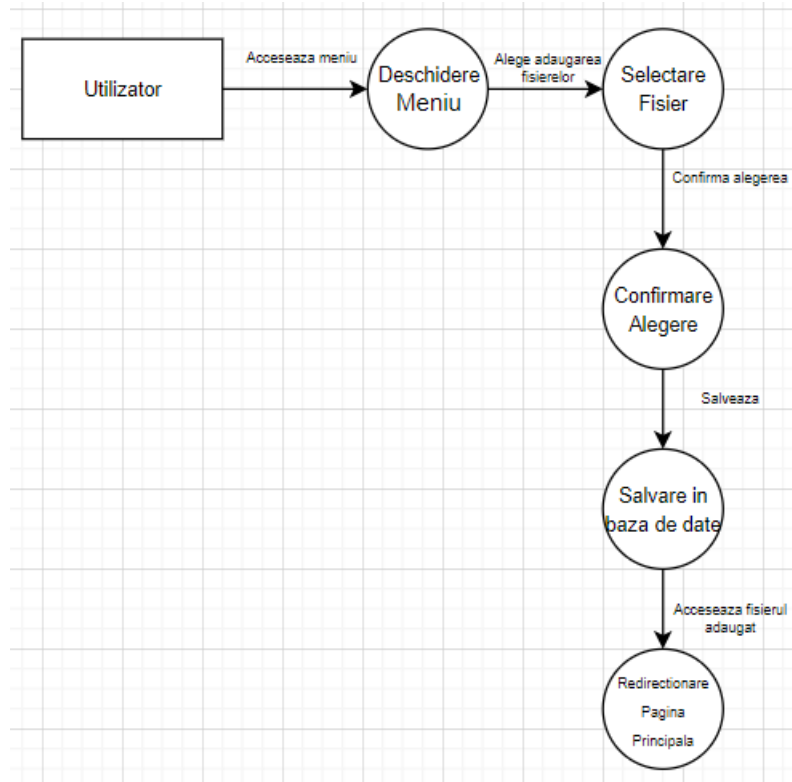 Utilizator
Acceseaza meniu
Deschidere
Meniu
Alege adaugarea
fisierelor
Selectare
Fisier
Confirma alegerea
Confirmare
Alegere
Salveaza
Salvare in
baza de date
Acceseaza fisierul
adaugat
Redirectionare
Pagina
Principala